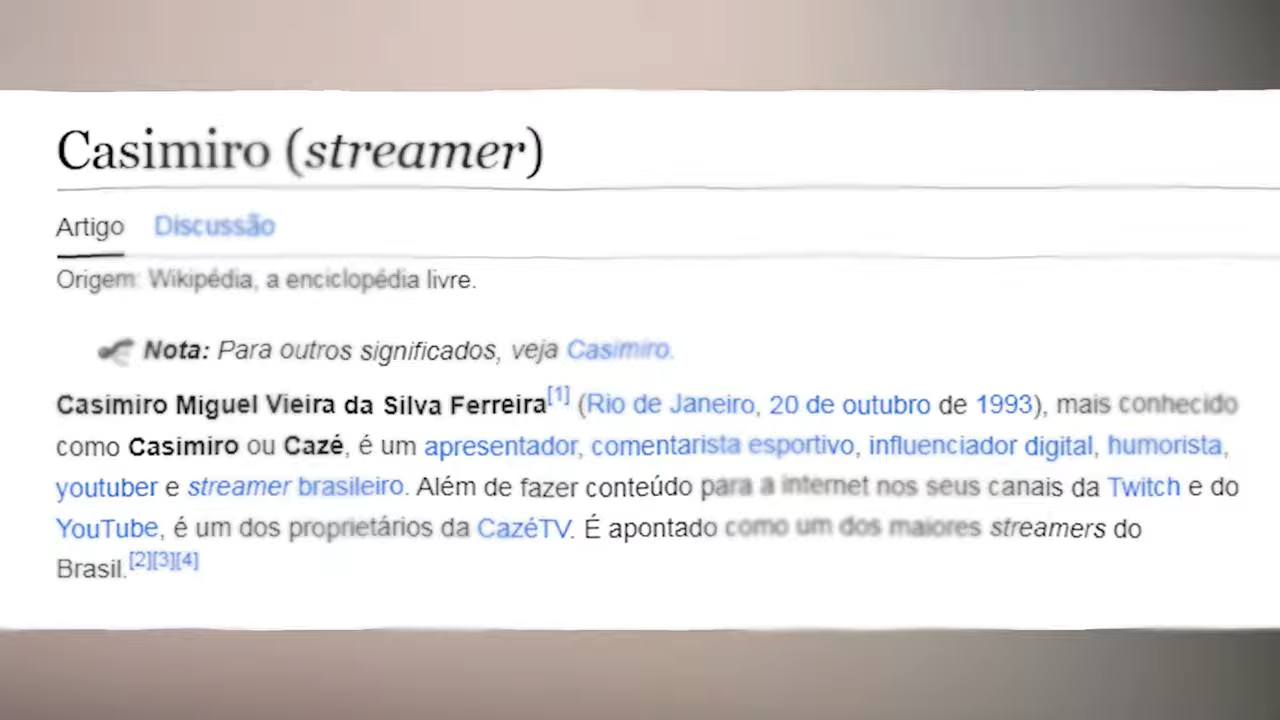 Casimiro (streamer)
Artigo Discussão
Origem: Wikipédia, a enciclopédia livre.
Nota: Para outros significados, veja Casimiro.
Casimiro Miguel Vieira da Silva Ferreira[1] (Rio de Janeiro, 20 de outubro de 1993), mais conhecido
como Casimiro ou Cazé, é um apresentador, comentarista esportivo, influenciador digital, humorista,
youtuber e streamer brasileiro. Além de fazer conteúdo para a internet nos seus canais da Twitch e do
YouTube, é um dos proprietários da CazéTV. É apontado como um dos maiores streamers do
Brasil.[2][3][4]